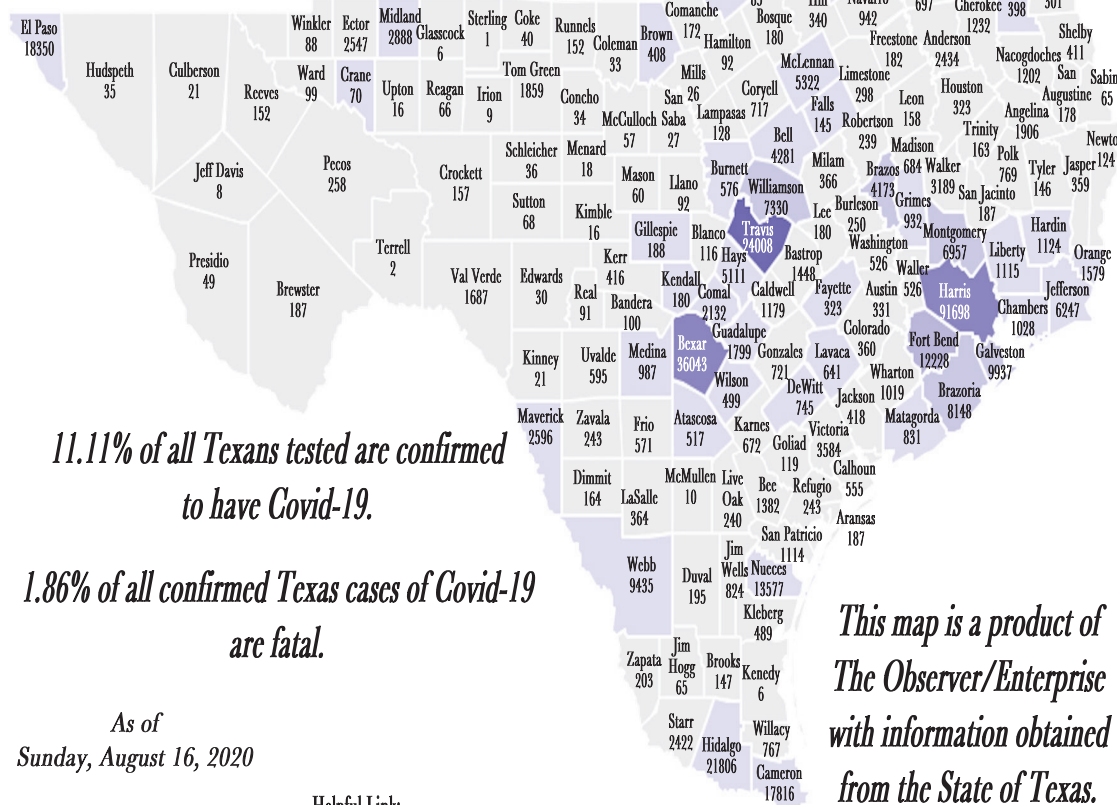 El Paso
18350
Hudspeth
35
Culberson
21
Reeves
152
Jeff Davis
8
Presidio
49
Brewster
187
Pecos
258
Terrell
2
Winkler
88
Ector
2547
Midland
2888
Glasscock
6
Sterling
1
Coke
40
Runnels
152
Coleman
33
Brown
408
Comanche
172
Hamilton
92
Bosque
180
340
942
697
Cherokee
1232
398
301
Shelby
411
Ward
99
Crane
70
Upton
16
Reagan
66
Irion
9
Tom Green
1859
Concho
34
McCulloch
57
San
Saba
27
Mills
26
Lampasas
128
Coryell
717
McLennan
5322
Limestone
298
Freestone
182
Anderson
2434
Nacogdoches
1202
San
Augustine
178
Sabin
65
Falls
145
Robertson
239
Leon
158
Houston
323
Angelina
1906
Trinity
163
Polk
769
Tyler
146
Jasper
359
Newto
124
Crockett
157
Schleicher
36
Menard
18
Sutton
68
Kimble
16
Mason
60
Llano
92
Burnett
576
Bell
4281
Williamson
7330
Milam
366
Brazos
4173
Madison
684
Walker
3189
San Jacinto
187
Grimes
932
Burleson
250
Lee
180
Travis
24008
Blanco
116
Gillespie
188
Hays
5111
Bastrop
1448
Washington
526
Waller
526
Montgomery
6957
Liberty
1115
Hardin
1124
Orange
1579
Jefferson
6247
Chambers
1028
Harris
91698
Austin
331
Fayette
323
Caldwell
1179
Comal
2132
Kendall
180
Kerr
416
Bandera
100
Real
91
Edwards
30
Val Verde
1687
Kinney
21
Uvalde
595
Medina
987
Bexar
36043
Guadalupe
1799
Gonzales
721
Lavaca
641
Colorado
360
Fort Bend
12228
Galveston
9937
Brazoria
8148
Wharton
1019
Matagorda
831
Jackson
418
DeWitt
745
Wilson
499
Karnes
672
Atascosa
517
Frio
571
Zavala
243
Maverick
2596
Goliad
119
Victoria
3584
Calhoun
555
Refugio
243
Bee
1382
Live
Oak
240
McMullen
10
LaSalle
364
Dimmit
164
Aransas
187
San Patricio
1114
Jim
Wells
824
Nueces
13577
Webb
9435
Duval
195
Kleberg
489
Zapata
203
Jim
Hogg
65
Brooks
147
Kenedy
6
Starr
2422
Hidalgo
21806
Willacy
767
Cameron
17816
11.11% of all Texans tested are confirmed
to have Covid-19.
1.86% of all confirmed Texas cases of Covid-19
are fatal.
As of
Sunday, August 16, 2020
This map is a product of
The Observer/Enterprise
with information obtained
from the State of Texas.